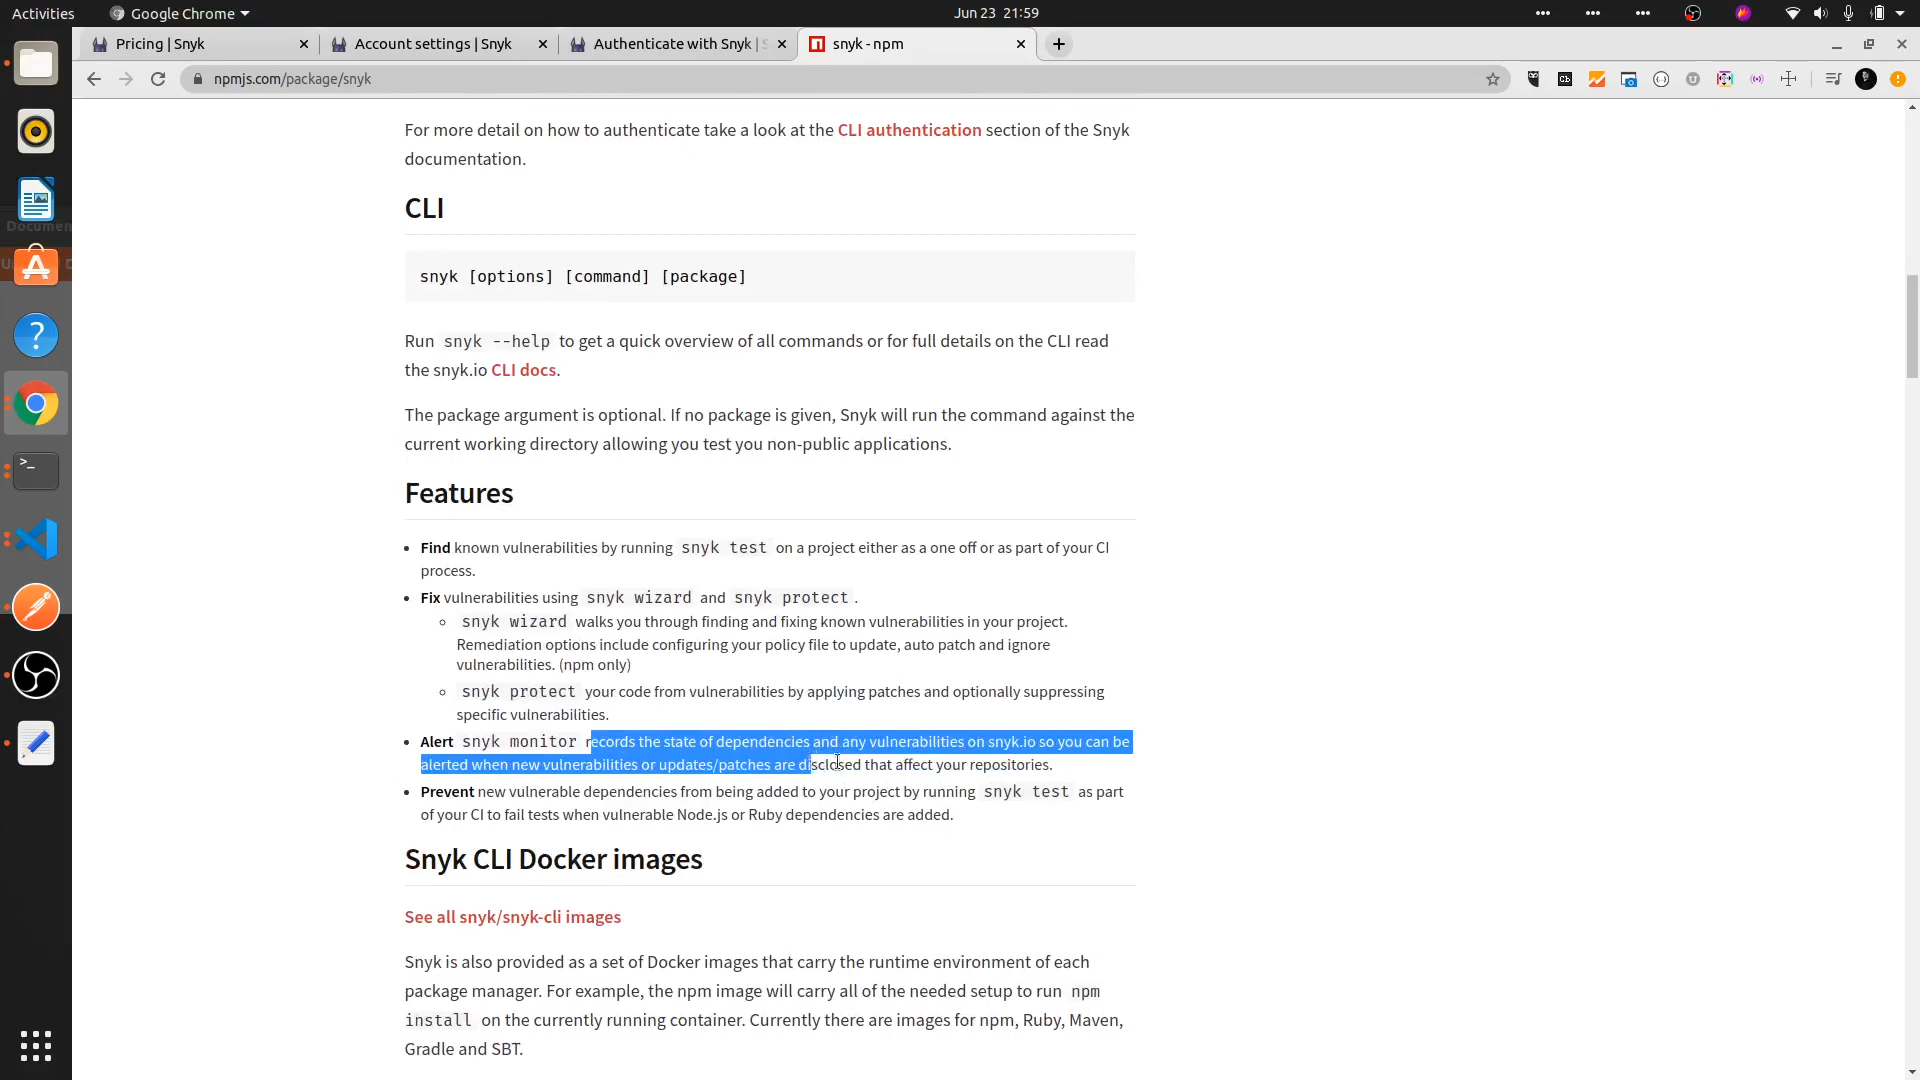 Activities
Google Chrome
Jun 23 21:59
Pricing | Snyk
Account settings | Snyk
Authenticate with Snyk |
snyk - npm
npmjs.com/package/snyk
For more detail on how to authenticate take a look at the CLI authentication section of the Snyk
documentation.
CLI
snyk [options] [command] [package]
Run snyk --help to get a quick overview of all commands or for full details on the CLI read
the snyk.io CLI docs.
The package argument is optional. If no package is given, Snyk will run the command against the
current working directory allowing you test you non-public applications.
Features
Find known vulnerabilities by running snyk test on a project either as a one off or as part of your CI
process.
Fix vulnerabilities using snyk wizard and snyk protect .
snyk wizard walks you through finding and fixing known vulnerabilities in your project.
Remediation options include configuring your policy file to update, auto patch and ignore
vulnerabilities. (npm only)
snyk protect your code from vulnerabilities by applying patches and optionally suppressing
specific vulnerabilities.
Alert snyk monitor records the state of dependencies and any vulnerabilities on snyk.io so you can be
alerted when new vulnerabilities or updates/patches are disclosed that affect your repositories.
Prevent new vulnerable dependencies from being added to your project by running snyk test as part
of your CI to fail tests when vulnerable Node.js or Ruby dependencies are added.
Snyk CLI Docker images
See all snyk/snyk-cli images
Snyk is also provided as a set of Docker images that carry the runtime environment of each
package manager. For example, the npm image will carry all of the needed setup to run npm
install on the currently running container. Currently there are images for npm, Ruby, Maven,
Gradle and SBT.